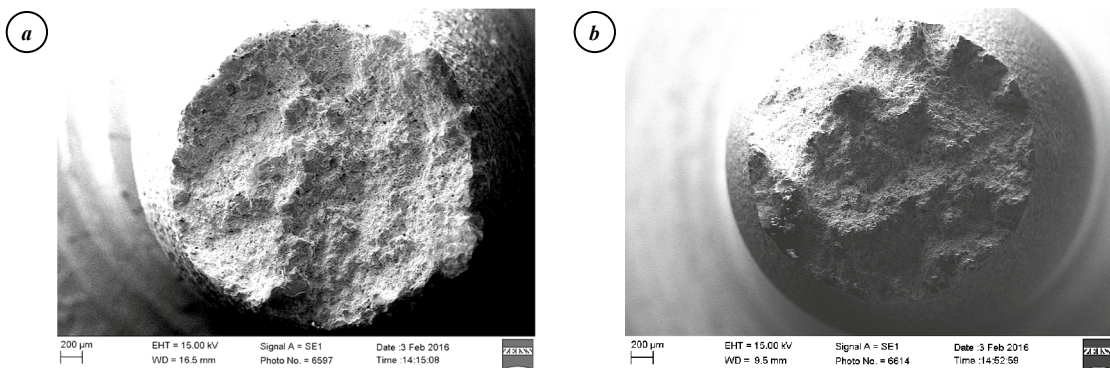 a
b
200 µm
EHT = 15.00 kV
Signal A = SE1
Date :3 Feb 2016
WD = 16.5 mm
Photo No. = 6597
Time :14:15:08
ZEISS
200 µm
EHT = 15.00 kV
Signal A = SE1
Date :3 Feb 2016
WD = 9.5 mm
Photo No. = 6614
Time :14:52:59
ZEISS